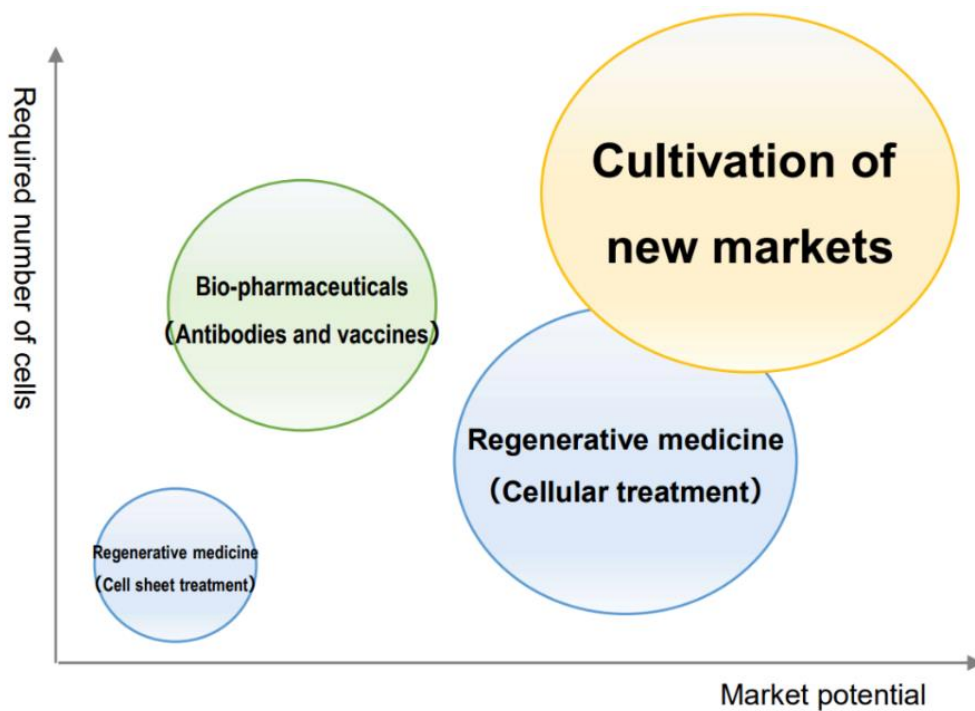 Required number of cells
Cultivation of
new markets
Bio-pharmaceuticals
（Antibodies and vaccines）
Regenerative medicine
（Cellular treatment）
Regenerative medicine
（Cell sheet treatment）
Market potential